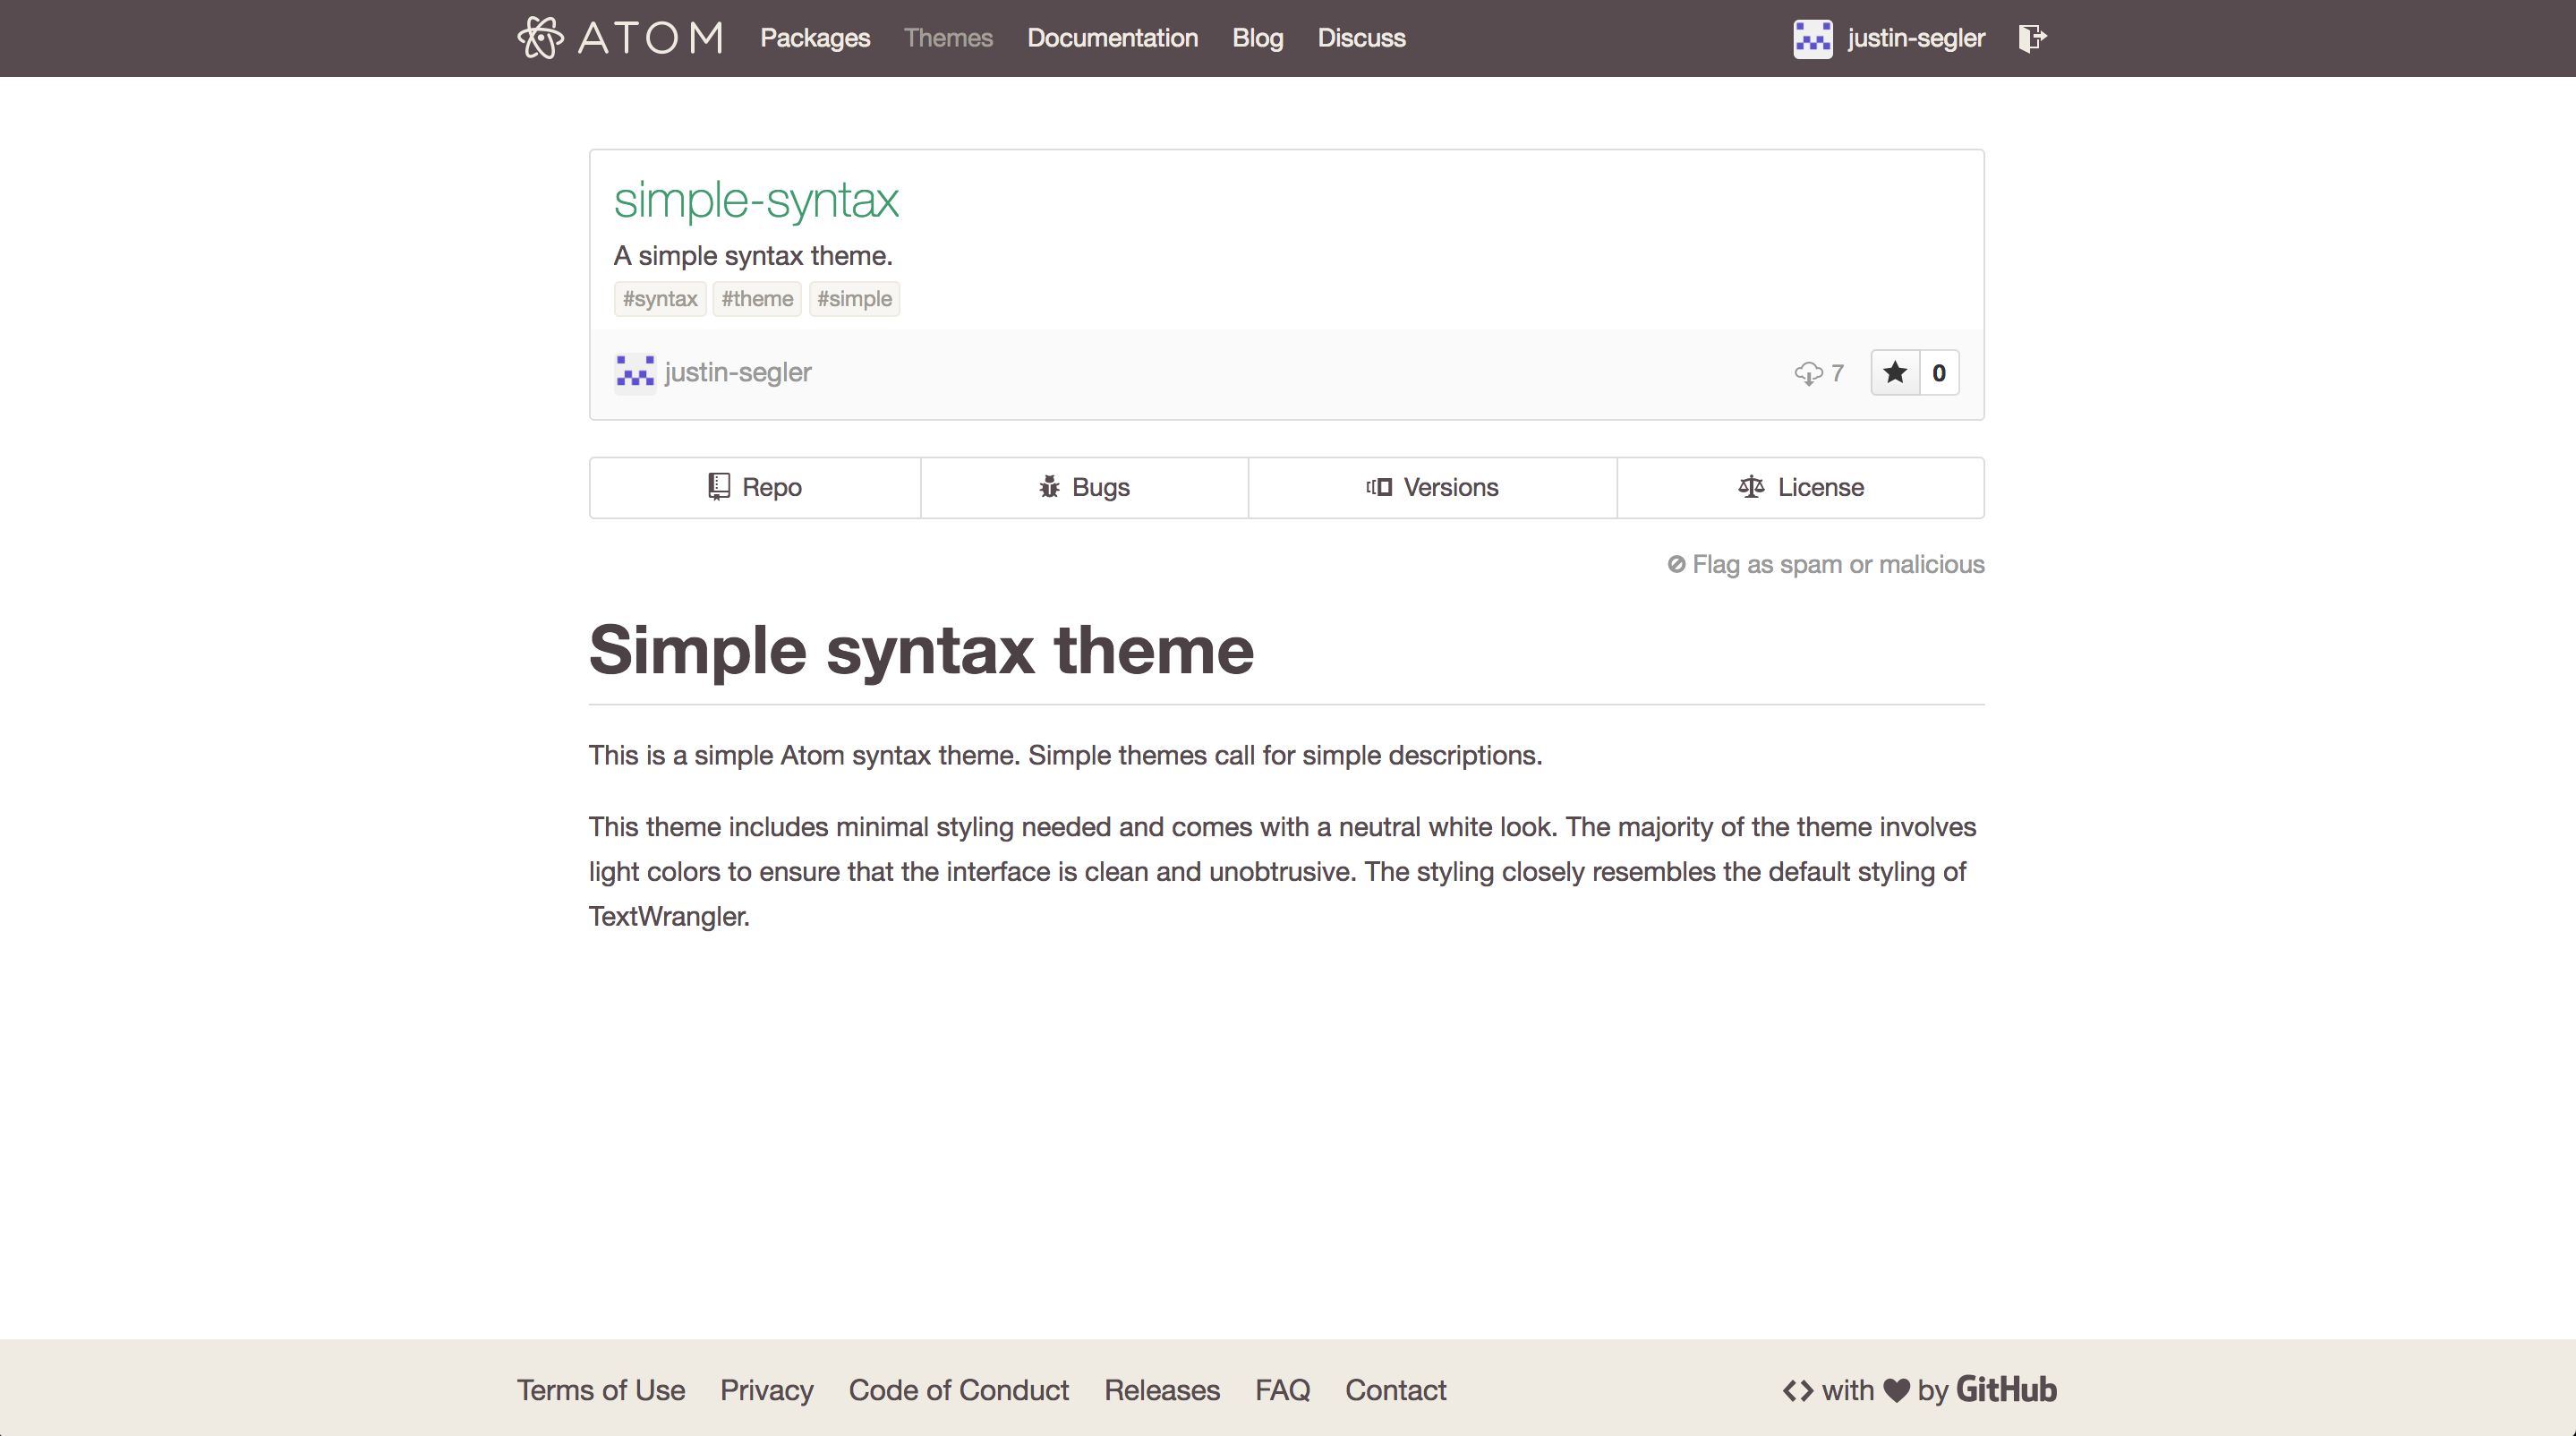 ATOM Packages Themes Documentation Blog Discuss justin-segler
simple-syntax
A simple syntax theme.
#syntax #theme #simple
justin-segler 7 0
Repo Bugs Versions License
Flag as spam or malicious
Simple syntax theme
This is a simple Atom syntax theme. Simple themes call for simple descriptions.
This theme includes minimal styling needed and comes with a neutral white look. The majority of the theme involves
light colors to ensure that the interface is clean and unobtrusive. The styling closely resembles the default styling of
TextWrangler.
Terms of Use Privacy Code of Conduct Releases FAQ Contact with by GitHub